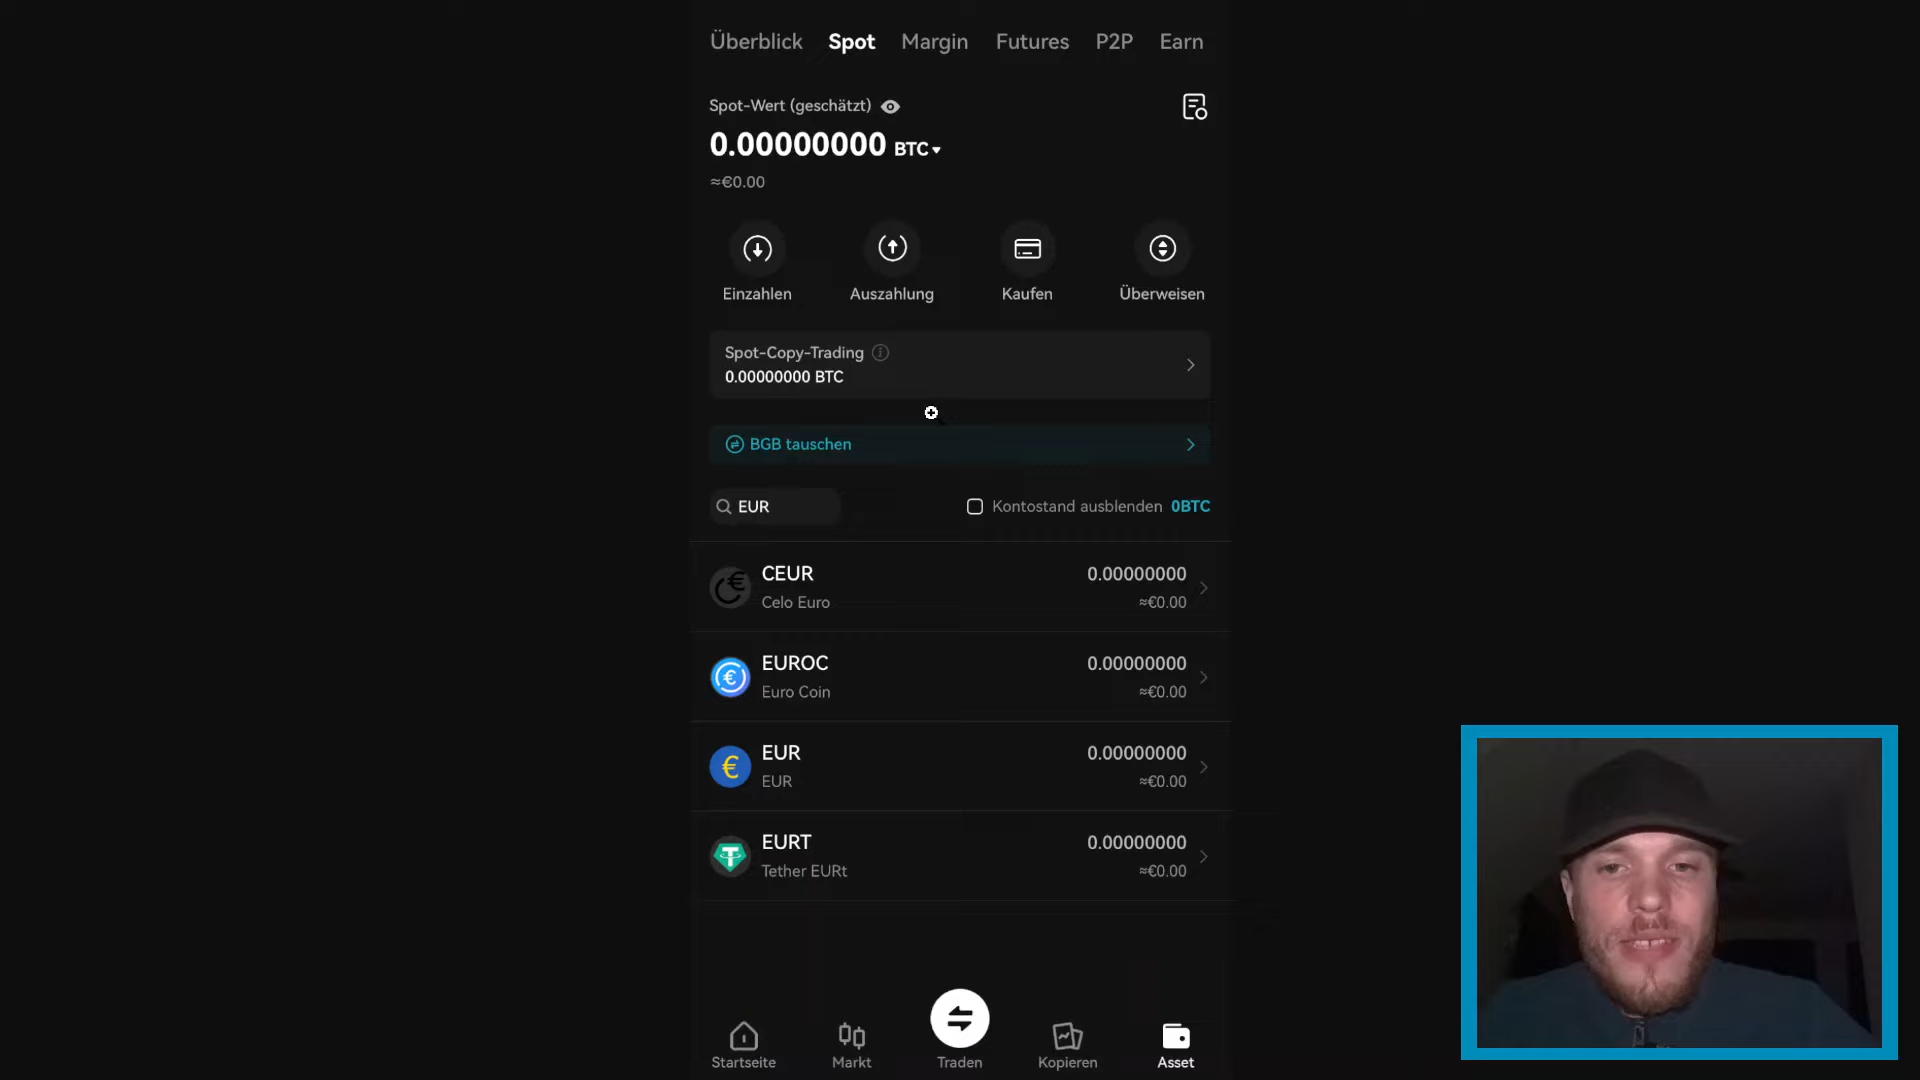 Überblick Spot Margin Futures P2P Earn
Spot-Wert (geschätzt)
0.00000000 BTC
≈€0.00
Einzahlen Auszahlung Kaufen Überweisen
Spot-Copy-Trading
0.00000000 BTC
BGB tauschen
EUR Kontostand ausblenden 0BTC
CEUR 0.00000000
Celo Euro ≈€0.00
EUROC 0.00000000
Euro Coin ≈€0.00
EUR 0.00000000
EUR ≈€0.00
EURT 0.00000000
Tether EURt ≈€0.00
Startseite Markt Traden Kopieren Asset